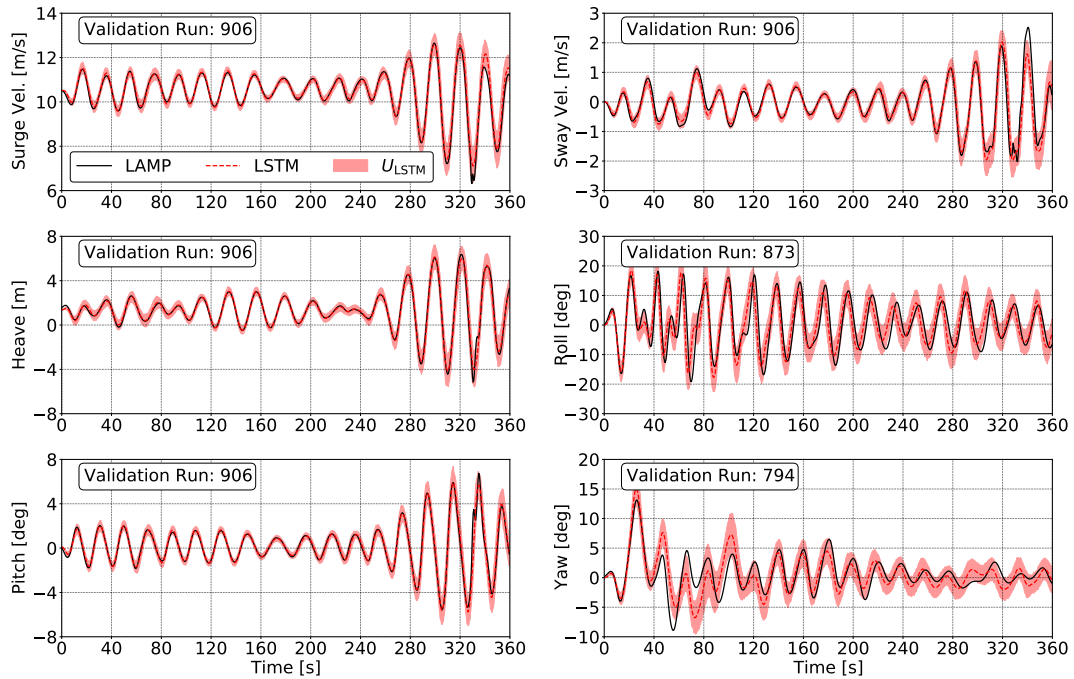 14
12
10
8
6
Surge Vel. [m/s]
Validation Run: 906
LAMP LSTM U_LSTM
0 40 80 120 160 200 240 280 320 360
3
2
1
0
−1
−2
−3
Sway Vel. [m/s]
Validation Run: 906
0 40 80 120 160 200 240 280 320 360
8
4
0
−4
−8
Heave [m]
Validation Run: 906
0 40 80 120 160 200 240 280 320 360
30
20
10
0
−10
−20
−30
Roll [deg]
Validation Run: 873
0 40 80 120 160 200 240 280 320 360
8
4
0
−4
−8
Pitch [deg]
Validation Run: 906
0 40 80 120 160 200 240 280 320 360
Time [s]
20
15
10
5
0
−5
−10
Yaw [deg]
Validation Run: 794
0 40 80 120 160 200 240 280 320 360
Time [s]